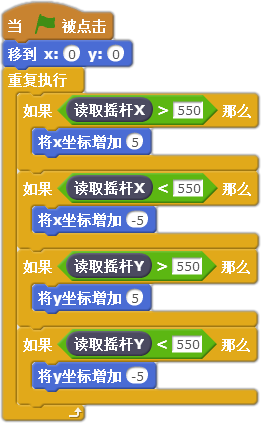 当 被点击
移到 x: 0 y: 0
重复执行
如果 读取摇杆X > 550 那么
将x坐标增加 5
如果 读取摇杆X < 550 那么
将x坐标增加 -5
如果 读取摇杆Y > 550 那么
将y坐标增加 5
如果 读取摇杆Y < 550 那么
将y坐标增加 -5